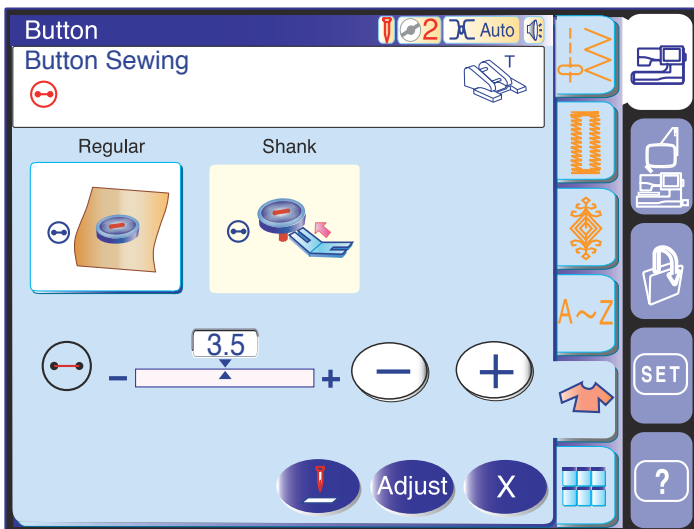 Button
2
Auto
Button Sewing
T
Regular
Shank
3.5
- +
- +
Adjust
X
A~Z
SET
?